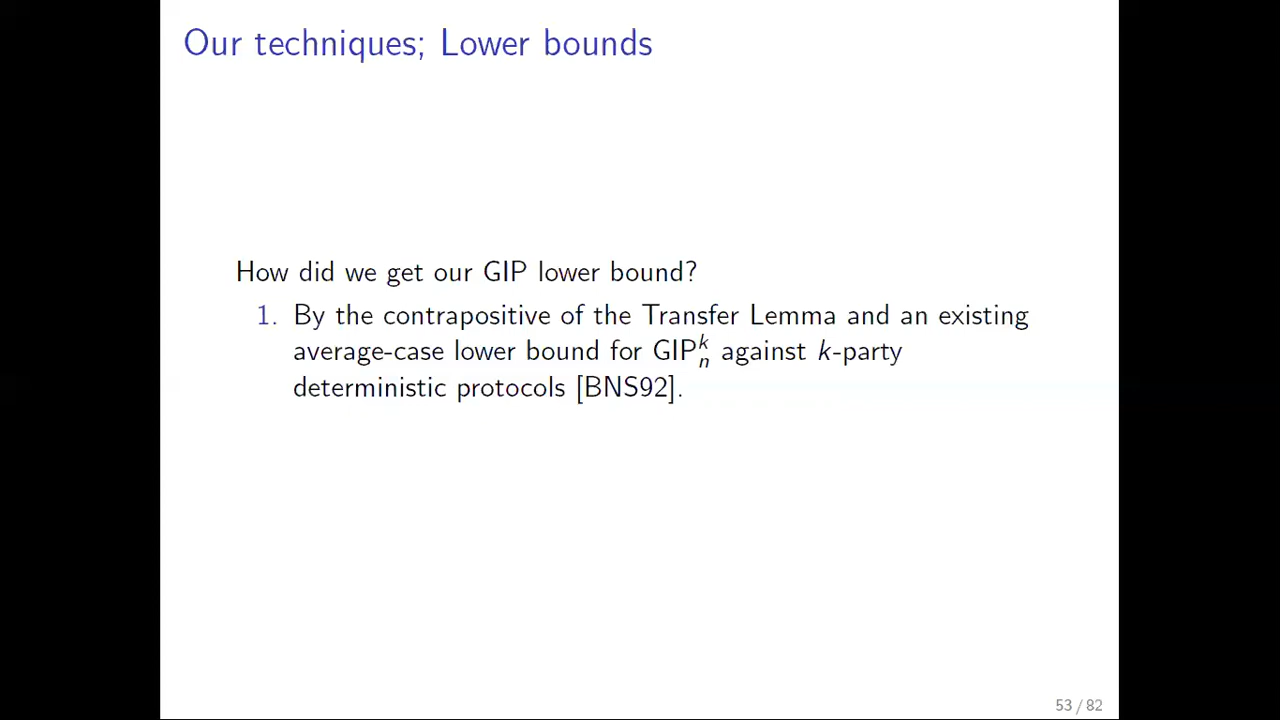 Our techniques; Lower bounds
How did we get our GIP lower bound?
1. By the contrapositive of the Transfer Lemma and an existing
average-case lower bound for GIP^k_n against k-party
deterministic protocols [BNS92].
53 / 82